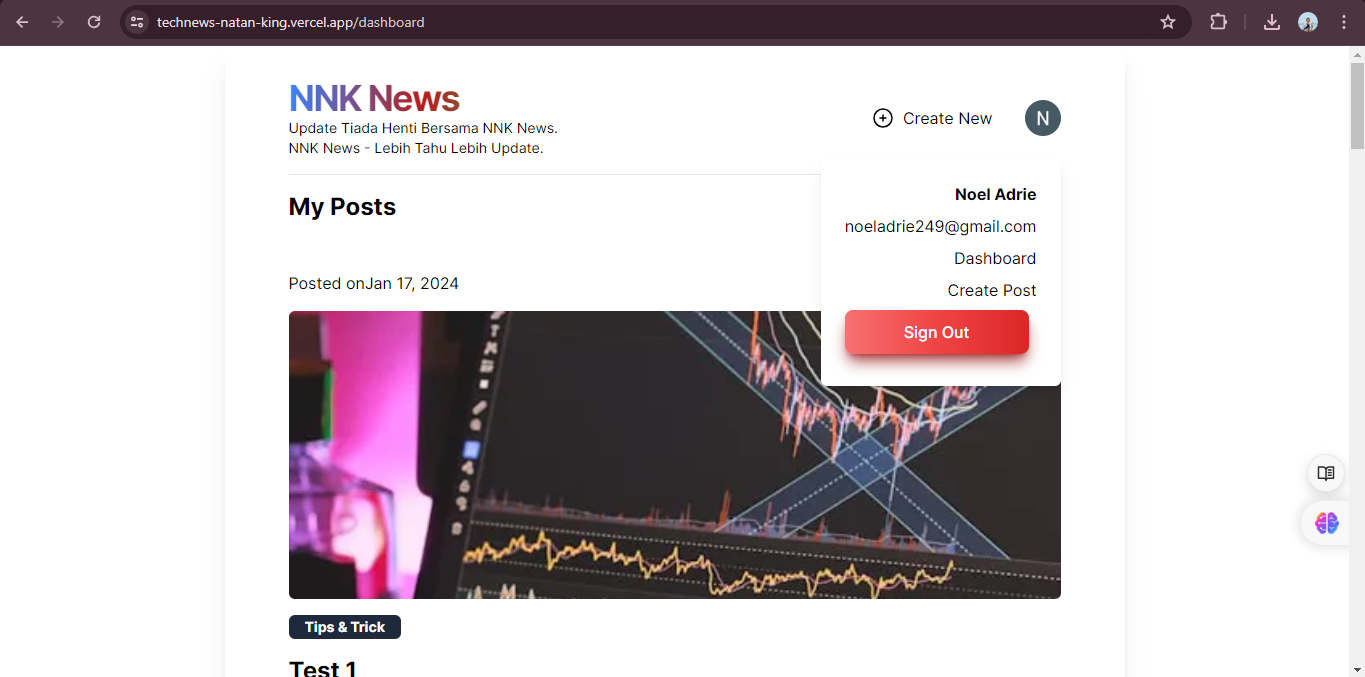 technews-natan-king.vercel.app/dashboard
NNK News
Update Tiada Henti Bersama NNK News.
NNK News - Lebih Tahu Lebih Update.
Create New
N
Noel Adrie
noeladrie249@gmail.com
Dashboard
Create Post
Sign Out
My Posts
Posted onJan 17, 2024
Tips & Trick
Test 1